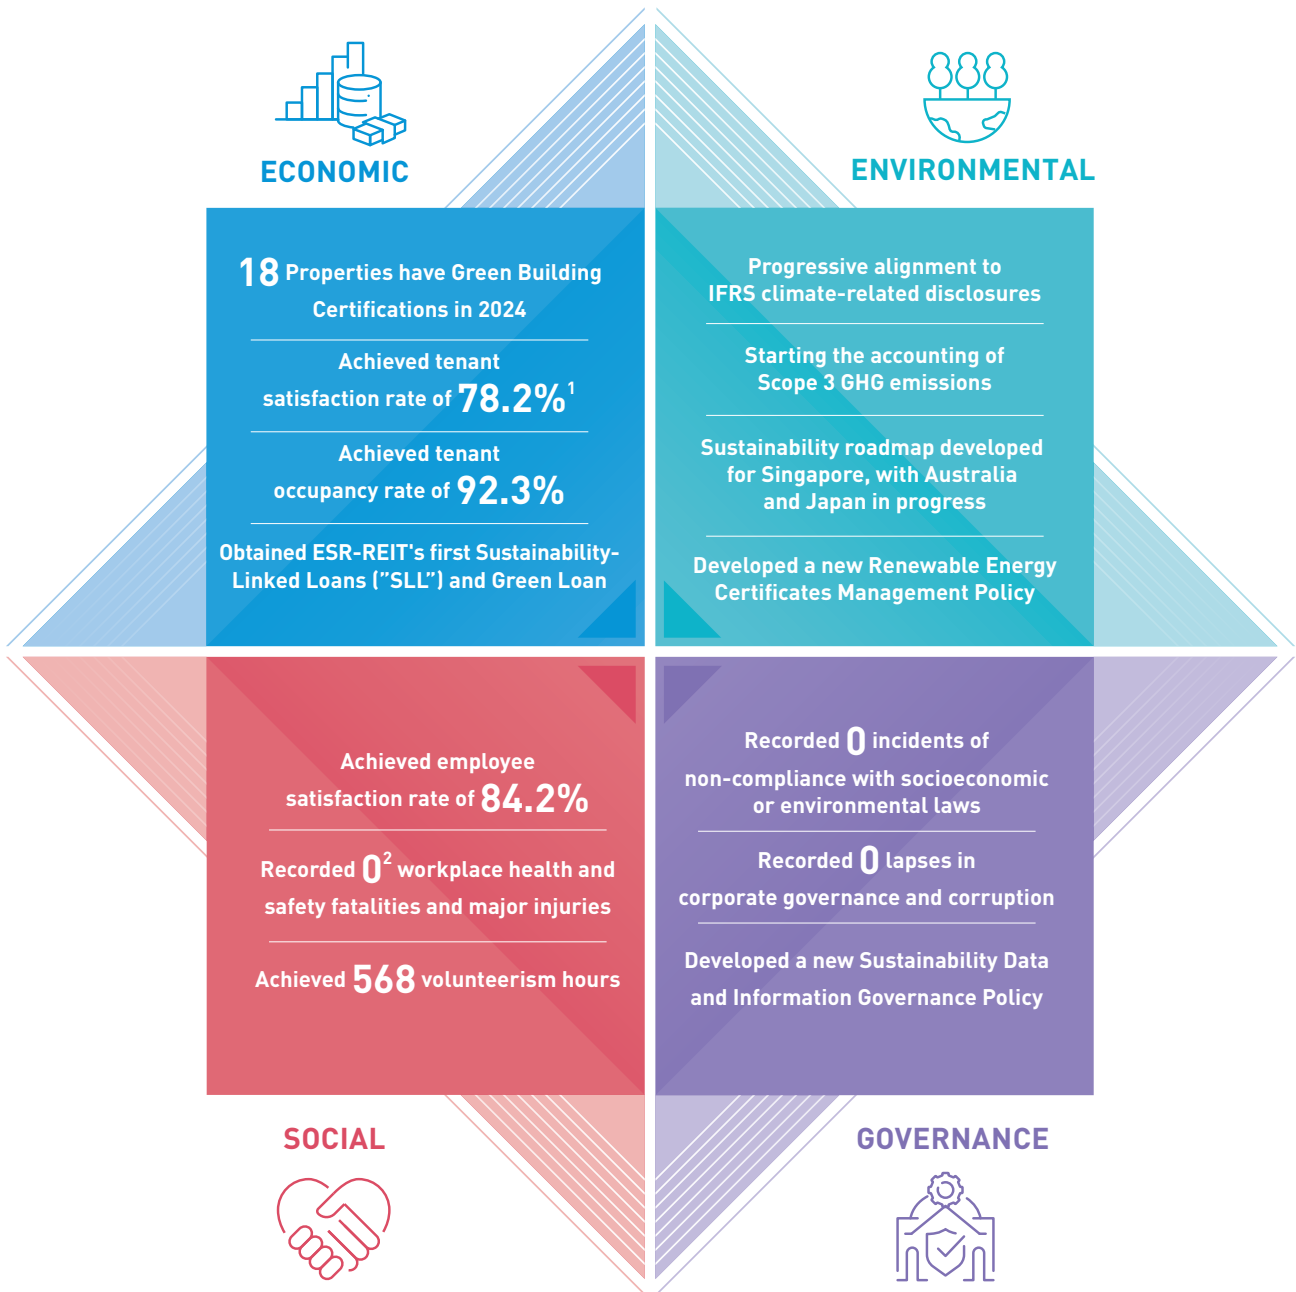 ECONOMIC
18 Properties have Green Building
Certifications in 2024
Achieved tenant
satisfaction rate of 78.2%1
Achieved tenant
occupancy rate of 92.3%
Obtained ESR-REIT's first Sustainability-
Linked Loans (”SLL”) and Green Loan
ENVIRONMENTAL
Progressive alignment to
IFRS climate-related disclosures
Starting the accounting of
Scope 3 GHG emissions
Sustainability roadmap developed
for Singapore, with Australia
and Japan in progress
Developed a new Renewable Energy
Certificates Management Policy
Achieved employee
satisfaction rate of 84.2%
Recorded 02 workplace health and
safety fatalities and major injuries
Achieved 568 volunteerism hours
SOCIAL
Recorded 0 incidents of
non-compliance with socioeconomic
or environmental laws
Recorded 0 lapses in
corporate governance and corruption
Developed a new Sustainability Data
and Information Governance Policy
GOVERNANCE